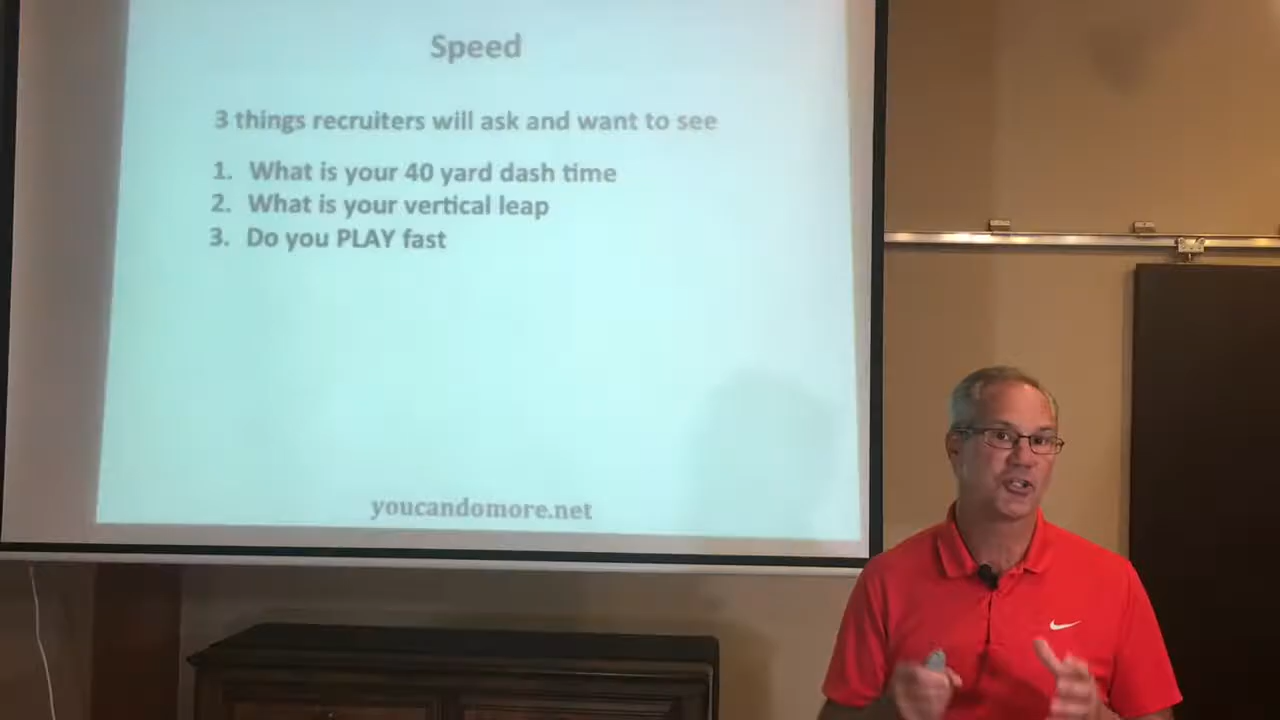 Speed
3 things recruiters will ask and want to see
1. What is your 40 yard dash time
2. What is your vertical leap
3. Do you PLAY fast
youcandomore.net